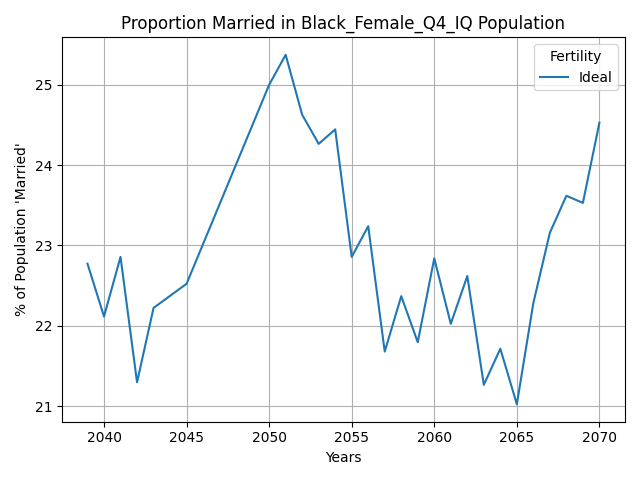 Proportion Married in Black_Female_Q4_IQ Population
Fertility
Ideal
% of Population 'Married'
25
24
23
22
21
2040 2045 2050 2055 2060 2065 2070
Years